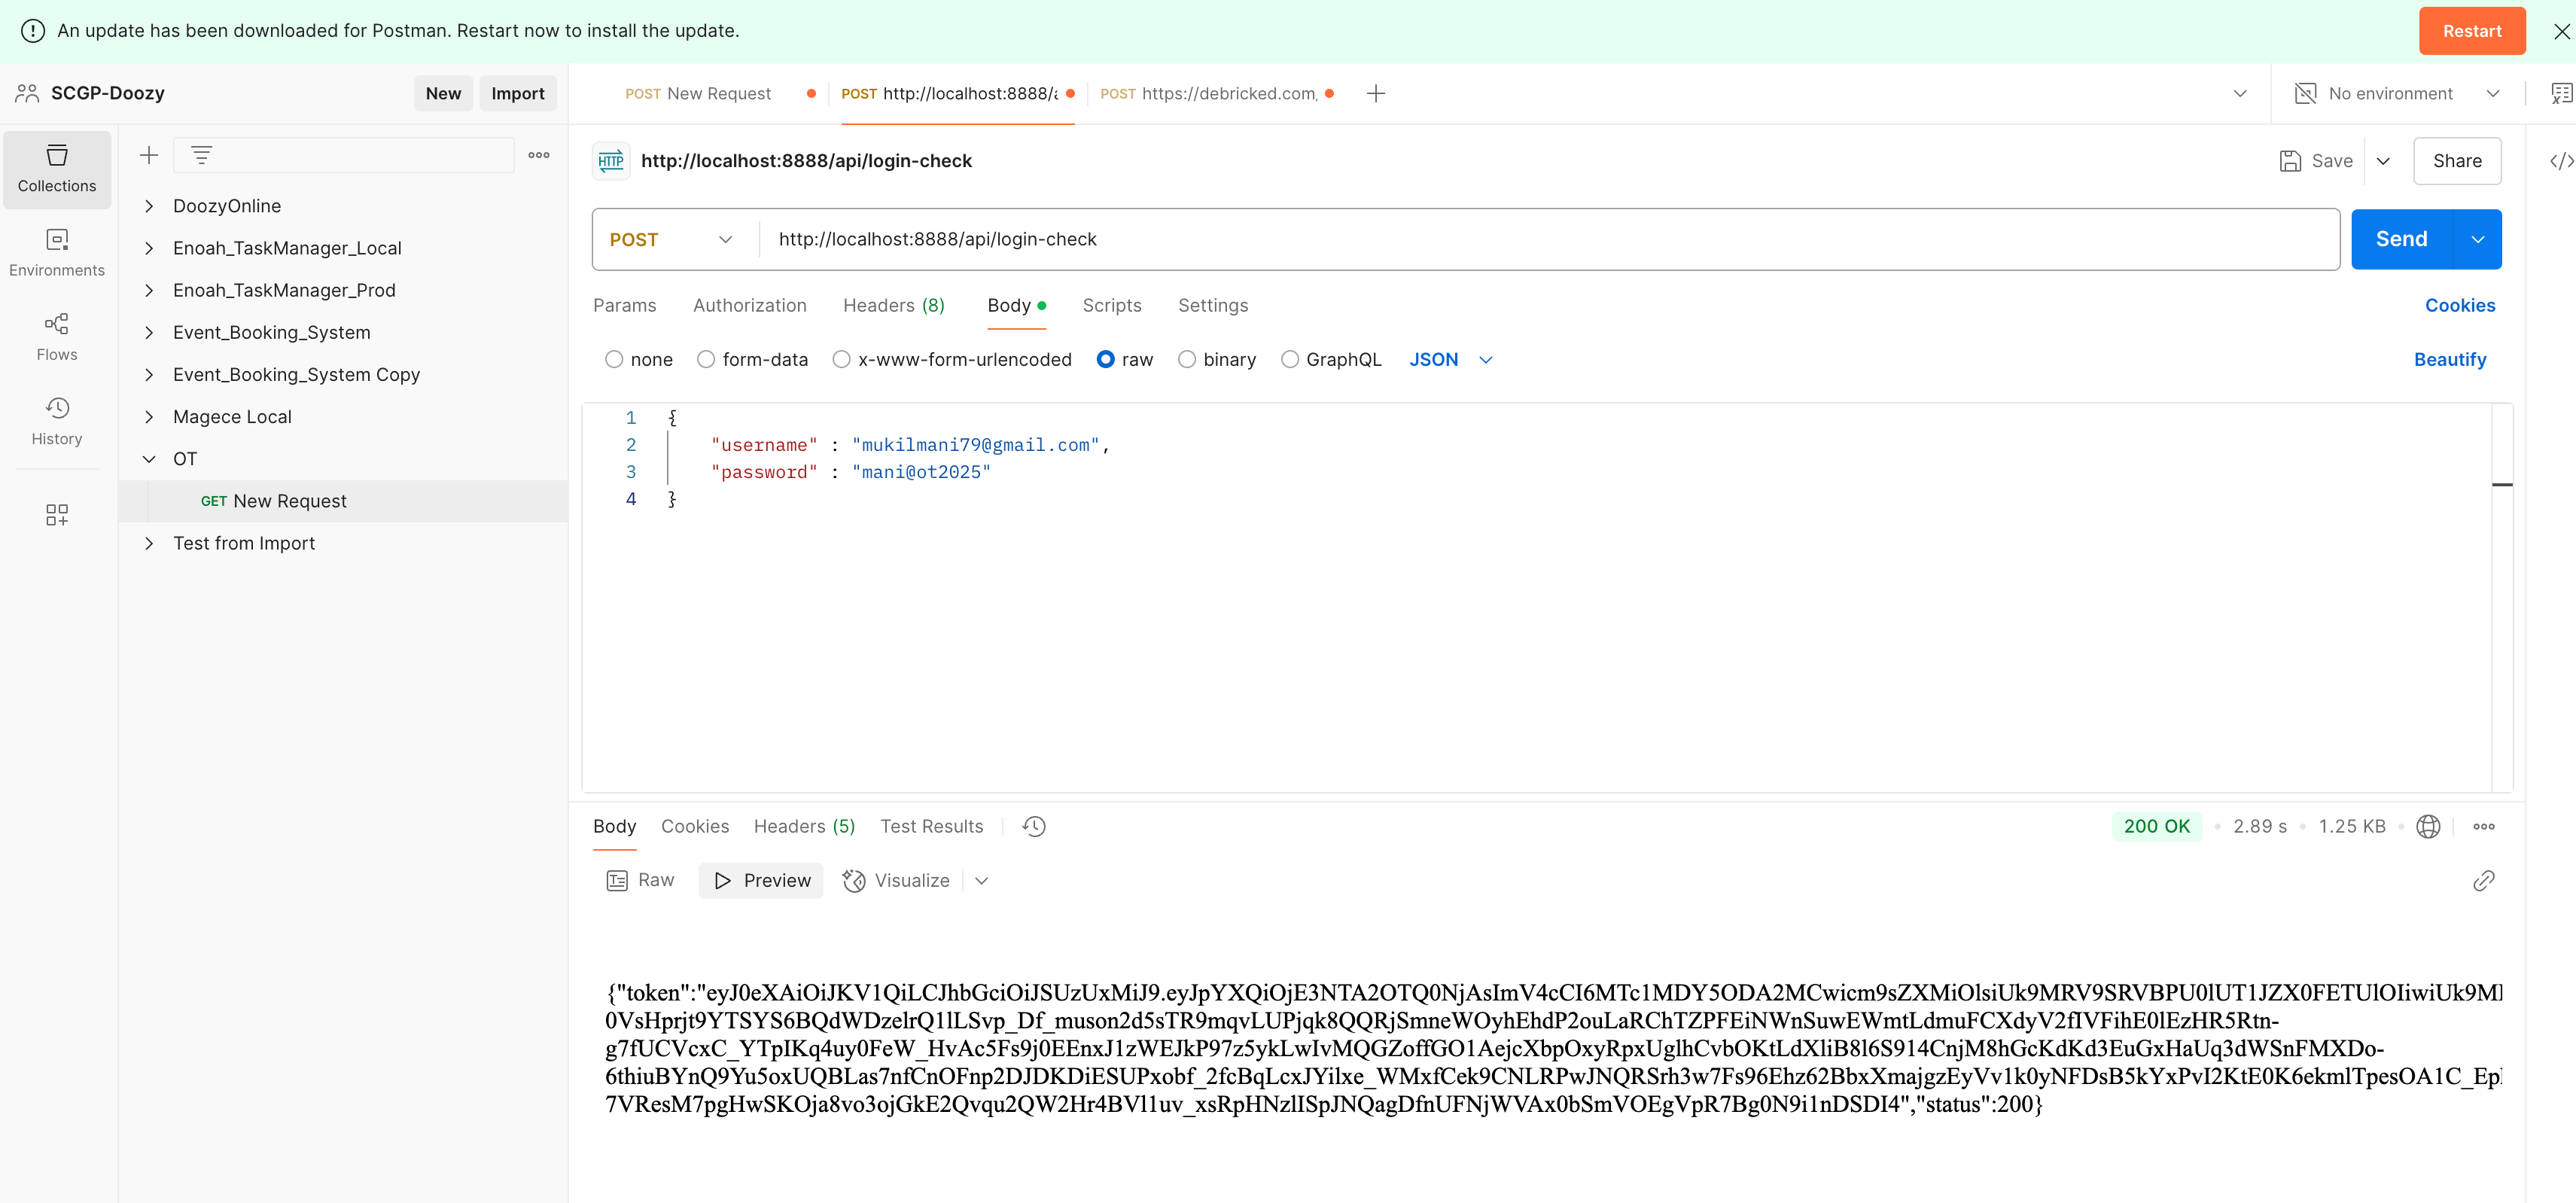 An update has been downloaded for Postman. Restart now to install the update.
Restart
SCGP-Doozy
New
Import
POST New Request
POST http://localhost:8888/a
POST https://debricked.com,
No environment
Collections
Environments
Flows
History
DoozyOnline
Enoah_TaskManager_Local
Enoah_TaskManager_Prod
Event_Booking_System
Event_Booking_System Copy
Magece Local
OT
GET New Request
Test from Import
HTTP http://localhost:8888/api/login-check
Save
Share
POST http://localhost:8888/api/login-check
Send
Params Authorization Headers (8) Body Scripts Settings
Cookies
none form-data x-www-form-urlencoded raw binary GraphQL JSON
Beautify
1 {
2 "username" : "mukilmani79@gmail.com",
3 "password" : "mani@ot2025"
4 }
Body Cookies Headers (5) Test Results
200 OK 2.89 s 1.25 KB
Raw Preview Visualize
{"token":"eyJ0eXAiOiJKV1QiLCJhbGciOiJSUzUxMiJ9.eyJpYXQiOjE3NTA2OTQ0NjAsImV4cCI6MTc1MDY5ODA2MCwicm9sZXMiOlsiUk9MRV9SRVBPU0lUT1JZX0FETUlOIiwiUk9M
0VsHprjt9YTSYS6BQdWDzelrQ1lLSvp_Df_muson2d5sTR9mqvLUPjqk8QQRjSmneWOyhEhdP2ouLaRChTZPFEiNWnSuwEWmtLdmuFCXdyV2fIVFihE0lEzHR5Rtn-
g7fUCVcxC_YTpIKq4uy0FeW_HvAc5Fs9j0EEnxJ1zWEJkP97z5ykLwIvMQGZoffGO1AejcXbpOxyRpxUglhCvbOKtLdXliB8l6S914CnjM8hGcKdKd3EuGxHaUq3dWSnFMXDo-
6thiuBYnQ9Yu5oxUQBLas7nfCnOFnp2DJDKDiESUPxobf_2fcBqLcxJYilxe_WMxfCek9CNLRPwJNQRSrh3w7Fs96Ehz62BbxXmajgzEyVv1k0yNFDsB5kYxPvI2KtE0K6ekmlTpesOA1C_Ep
7VResM7pgHwSKOja8vo3ojGkE2Qvqu2QW2Hr4BVl1uv_xsRpHNzlISpJNQagDfnUFNjWVAx0bSmVOEgVpR7Bg0N9i1nDSDI4","status":200}